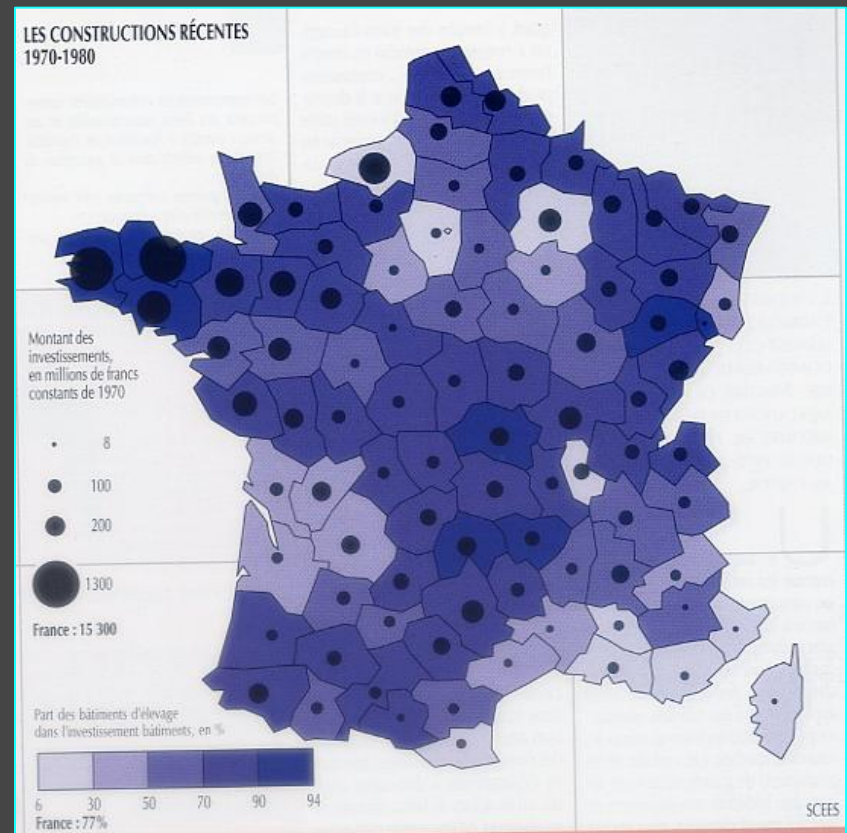 LES CONSTRUCTIONS RÉCENTES
1970-1980
Montant des
investissements,
en millions de francs
constants de 1970
8
100
200
1300
France : 15 300
Part des bâtiments d'élevage
dans l'investissement bâtiments, en %
6 30 50 70 90 94
France : 77%
SCEES